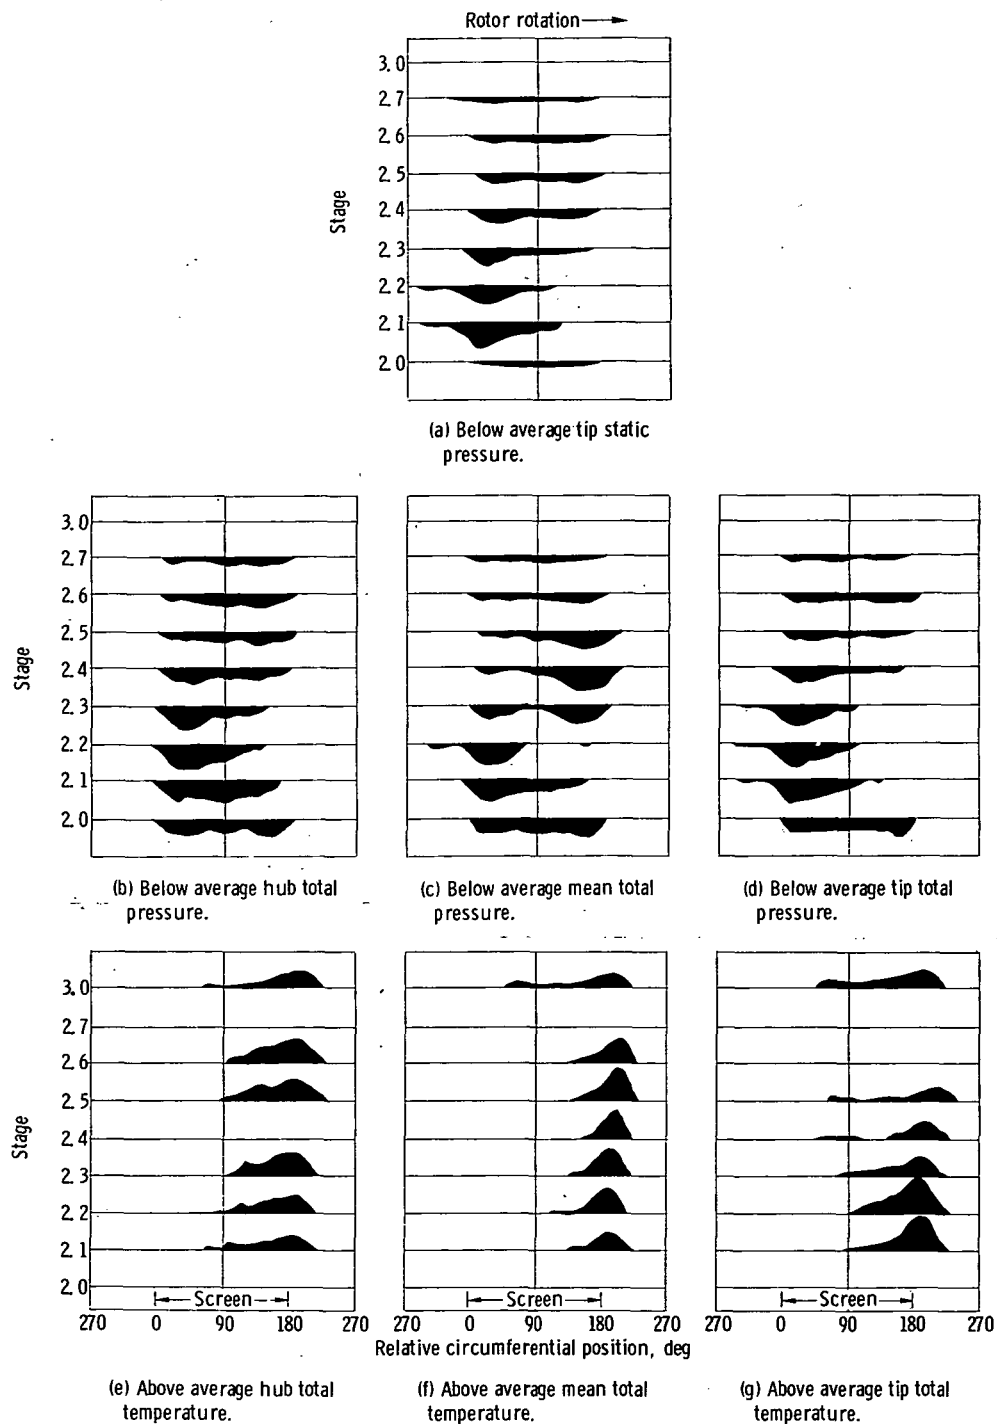 Rotor rotation
3.0
2.7
2.6
2.5
2.4
2.3
2.2
2.1
2.0
Stage
(a) Below average tip static
pressure.
3.0
2.7
2.6
2.5
2.4
2.3
2.2
2.1
2.0
Stage
(b) Below average hub total
pressure.
(c) Below average mean total
pressure.
(d) Below average tip total
pressure.
3.0
2.7
2.6
2.5
2.4
2.3
2.2
2.1
2.0
Stage
Screen
Screen
Screen
270 0 90 180 270
270 0 90 180 270
270 0 90 180 270
Relative circumferential position, deg
(e) Above average hub total
temperature.
(f) Above average mean total
temperature.
(g) Above average tip total
temperature.